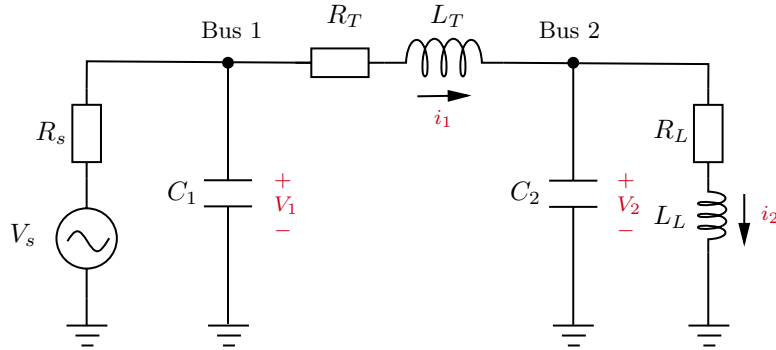 R_T
L_T
Bus 1
Bus 2
i_1
R_s
R_L
C_1
+
V_1
−
C_2
+
V_2
−
L_L
i_2
V_s